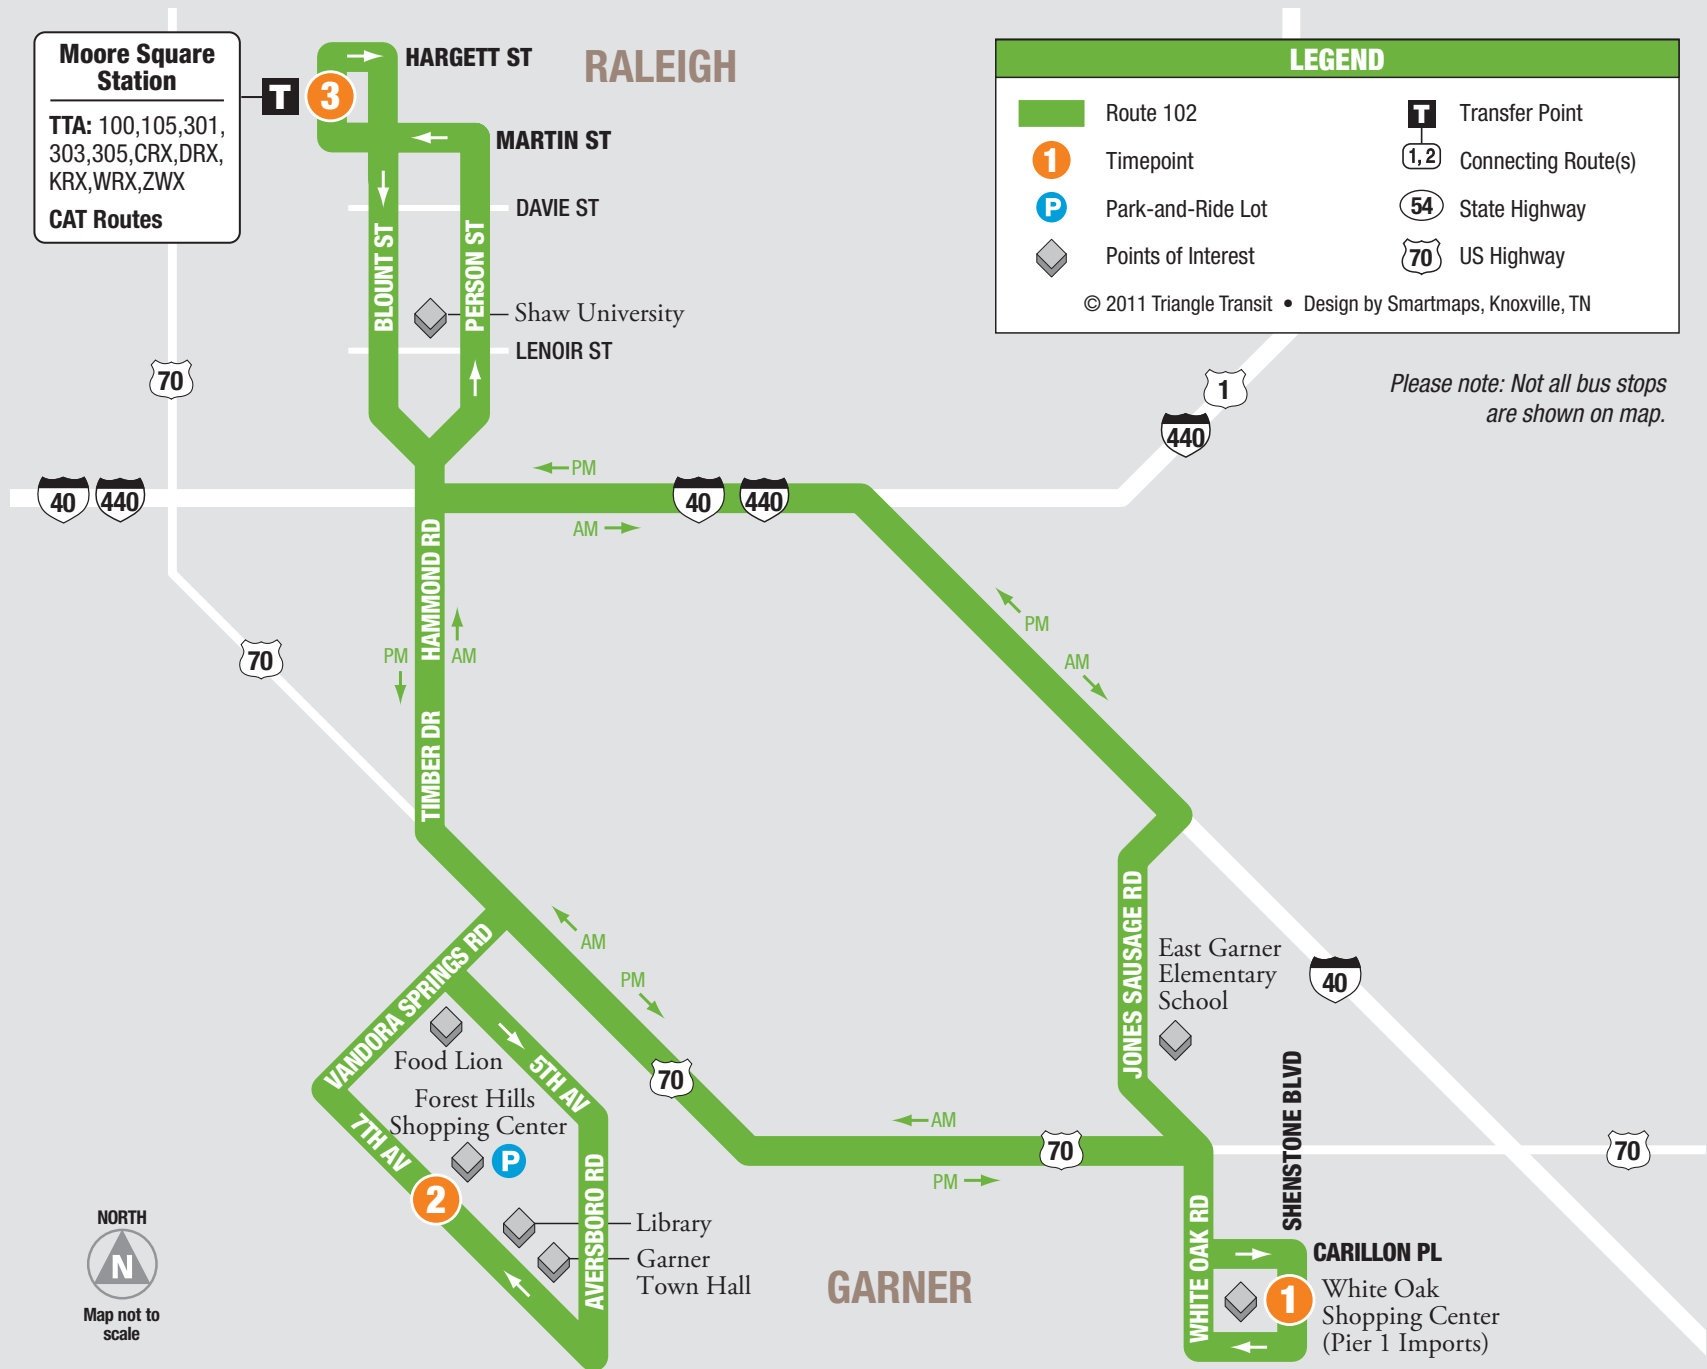 Moore Square
Station
TTA: 100,105,301,
303,305,CRX,DRX,
KRX,WRX,ZWX
CAT Routes
T
3
HARGETT ST
RALEIGH
MARTIN ST
DAVIE ST
BLOUNT ST
PERSON ST
Shaw University
LENOIR ST
LEGEND
Route 102
1 Timepoint
P Park-and-Ride Lot
Points of Interest
T Transfer Point
1, 2 Connecting Route(s)
54 State Highway
70 US Highway
© 2011 Triangle Transit • Design by Smartmaps, Knoxville, TN
Please note: Not all bus stops
are shown on map.
70
1
440
PM
40
440
40
440
AM
HAMMOND RD
PM
AM
PM
AM
70
TIMBER DR
AM
PM
VANDORA SPRINGS RD
Food Lion
5TH AV
Forest Hills
Shopping Center
P
7TH AV
2
AVERSBORO RD
Library
Garner
Town Hall
70
JONES SAUSAGE RD
East Garner
Elementary
School
40
AM
70
PM
70
SHENSTONE BLVD
WHITE OAK RD
CARILLON PL
1
White Oak
Shopping Center
(Pier 1 Imports)
GARNER
NORTH
N
Map not to
scale